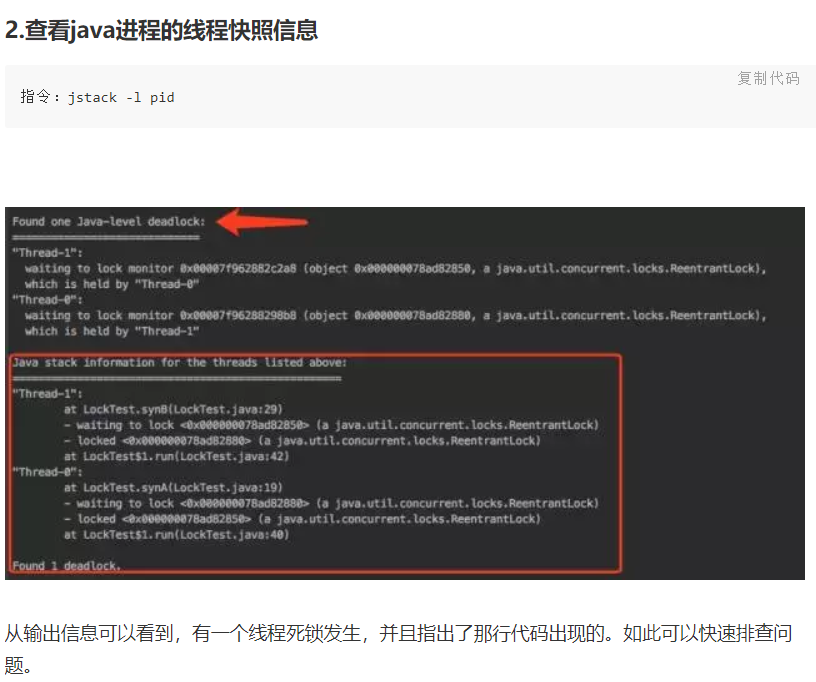 2.查看java进程的线程快照信息
复制代码
指令：jstack -l pid
Found one Java-level deadlock:
=============================
"Thread-1":
  waiting to lock monitor 0x00007f962882c2a8 (object 0x000000078ad82850, a java.util.concurrent.locks.ReentrantLock),
  which is held by "Thread-0"
"Thread-0":
  waiting to lock monitor 0x00007f96288298b8 (object 0x000000078ad82880, a java.util.concurrent.locks.ReentrantLock),
  which is held by "Thread-1"
Java stack information for the threads listed above:
===================================================
"Thread-1":
        at LockTest.synB(LockTest.java:29)
        - waiting to lock <0x000000078ad82850> (a java.util.concurrent.locks.ReentrantLock)
        - locked <0x000000078ad82880> (a java.util.concurrent.locks.ReentrantLock)
        at LockTest$1.run(LockTest.java:42)
"Thread-0":
        at LockTest.synA(LockTest.java:19)
        - waiting to lock <0x000000078ad82880> (a java.util.concurrent.locks.ReentrantLock)
        - locked <0x000000078ad82850> (a java.util.concurrent.locks.ReentrantLock)
        at LockTest$1.run(LockTest.java:40)
Found 1 deadlock.
从输出信息可以看到，有一个线程死锁发生，并且指出了那行代码出现的。如此可以快速排查问
题。